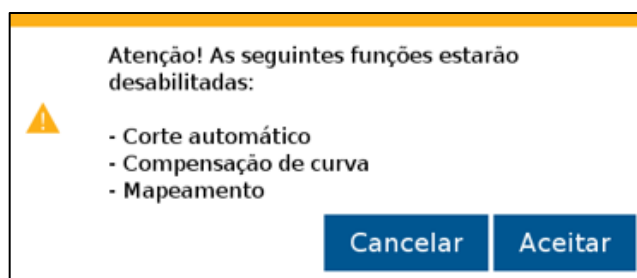 Atenção! As seguintes funções estarão
desabilitadas:
- Corte automático
- Compensação de curva
- Mapeamento
Cancelar Aceitar